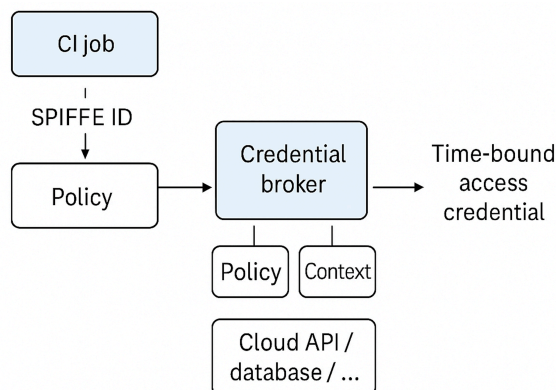 CI job
SPIFFE ID
Policy
Credential
broker
Time-bound
access
credential
Policy
Context
Cloud API /
database / ...